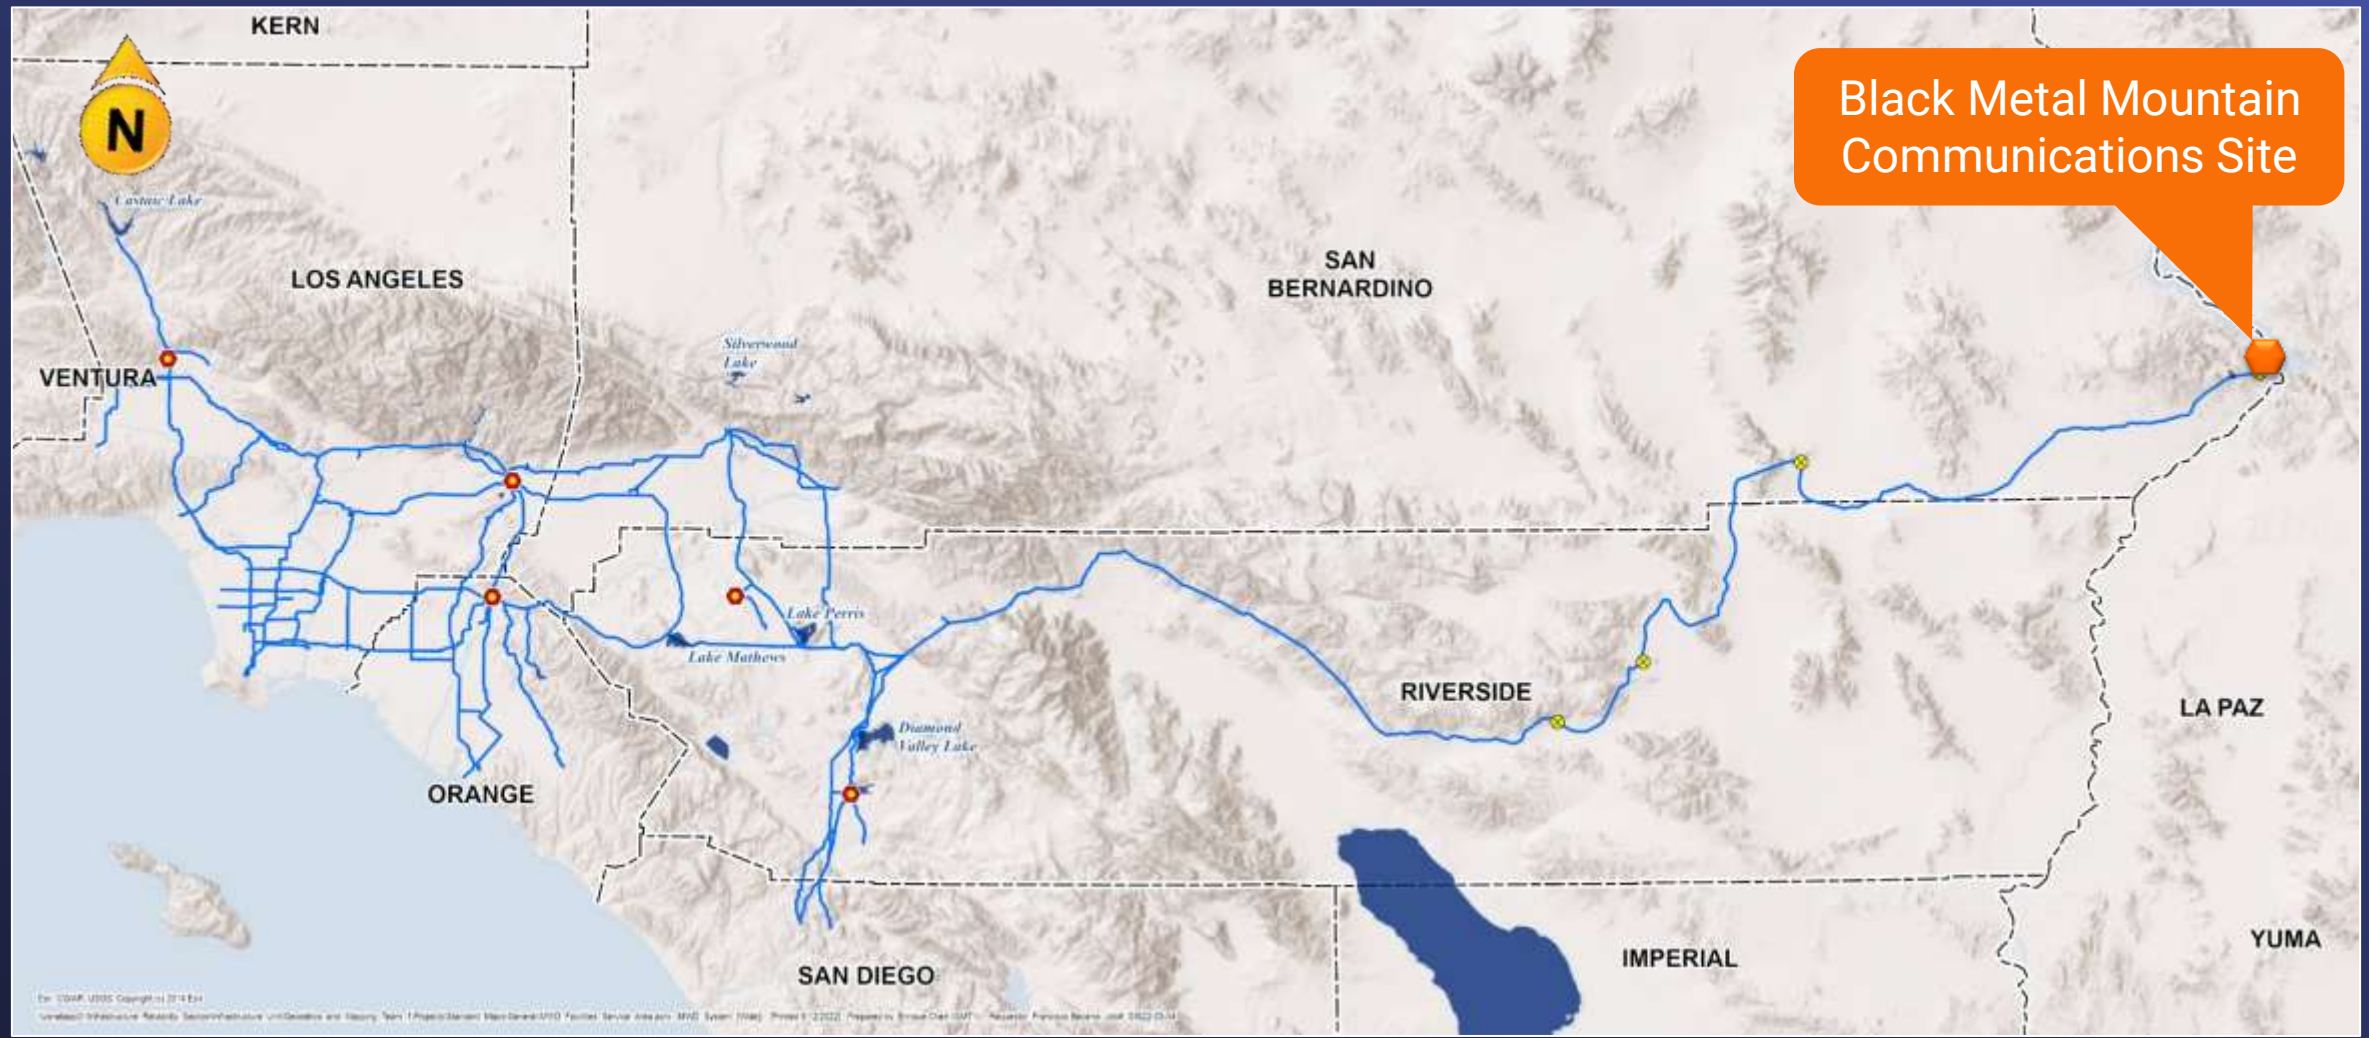 KERN
Black Metal Mountain
Communications Site
N
Castaic Lake
LOS ANGELES
SAN
BERNARDINO
Silverwood
Lake
VENTURA
Lake Perris
Lake Mathews
RIVERSIDE
LA PAZ
Diamond
Valley Lake
ORANGE
YUMA
IMPERIAL
SAN DIEGO